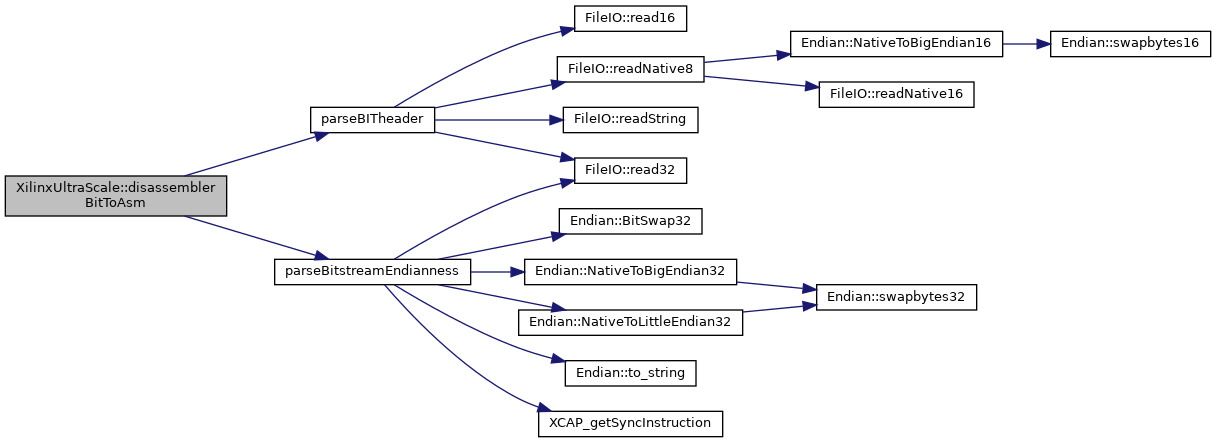 FileIO::read16
Endian::NativeToBigEndian16
Endian::swapbytes16
FileIO::readNative8
FileIO::readNative16
parseBITheader
FileIO::readString
FileIO::read32
XilinxUltraScale::disassembler
BitToAsm
Endian::BitSwap32
parseBitstreamEndianness
Endian::NativeToBigEndian32
Endian::swapbytes32
Endian::NativeToLittleEndian32
Endian::to_string
XCAP_getSyncInstruction